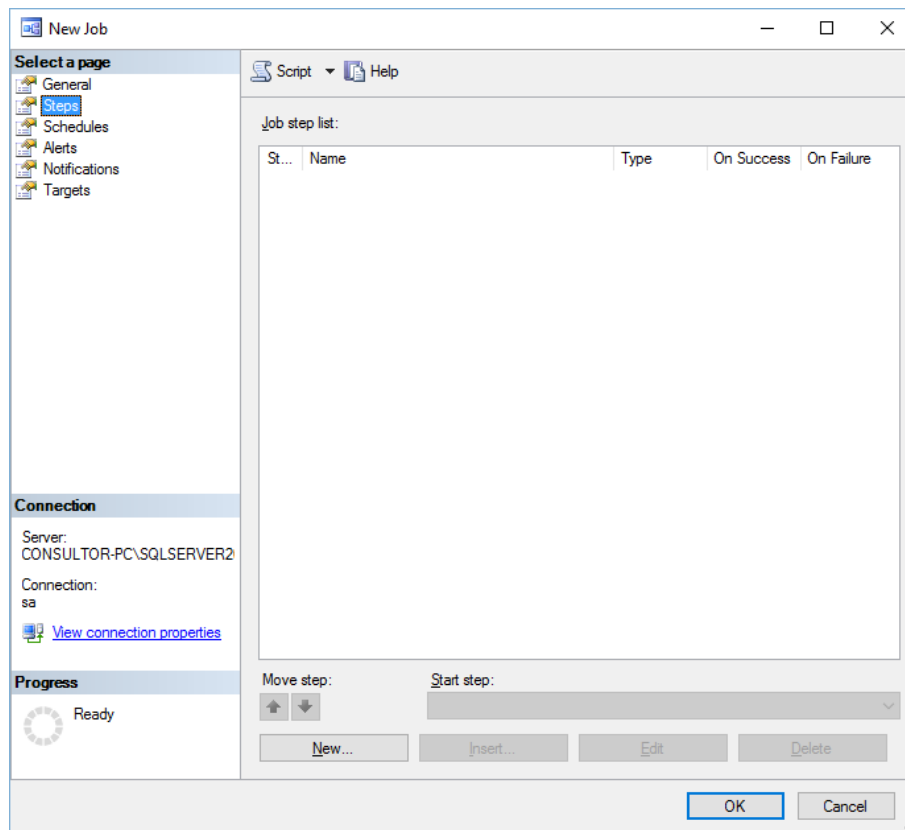 New Job
Select a page
General
Steps
Schedules
Alerts
Notifications
Targets
Script Help
Job step list:
St... Name Type On Success On Failure
Connection
Server:
CONSULTOR-PC\SQLSERVER2
Connection:
sa
View connection properties
Progress
Ready
Move step: Start step:
New... Insert... Edit Delete
OK Cancel